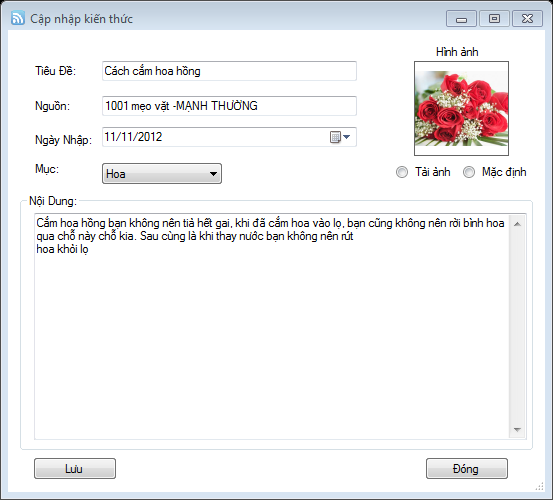 Cập nhập kiến thức
Hình ảnh
Tiêu Đề: Cách cắm hoa hồng
Nguồn: 1001 mẹo vặt -MẠNH THƯỜNG
Ngày Nhập: 11/11/2012
Mục: Hoa
Tải ảnh Mặc định
Nội Dung:
Cắm hoa hồng bạn không nên tỉả hết gai, khi đã cắm hoa vào lọ, bạn cũng không nên rời bình hoa
qua chỗ này chỗ kia. Sau cùng là khi thay nước bạn không nên rút
hoa khỏi lọ
Lưu Đóng